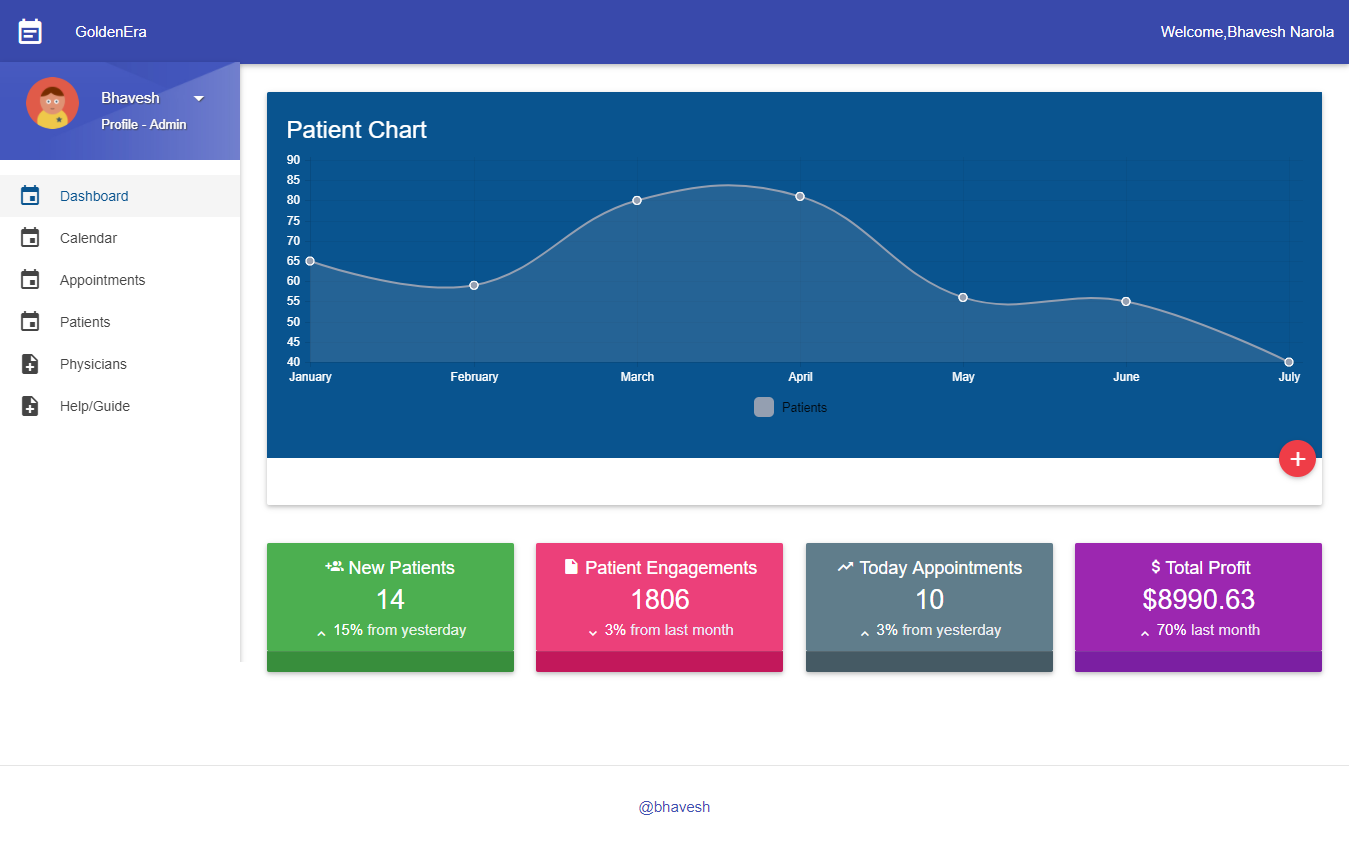 GoldenEra
Welcome,Bhavesh Narola
Bhavesh
Profile - Admin
Dashboard
Calendar
Appointments
Patients
Physicians
Help/Guide
Patient Chart
90
85
80
75
70
65
60
55
50
45
40
January February March April May June July
Patients
New Patients
14
15% from yesterday
Patient Engagements
1806
3% from last month
Today Appointments
10
3% from yesterday
$ Total Profit
$8990.63
70% last month
@bhavesh